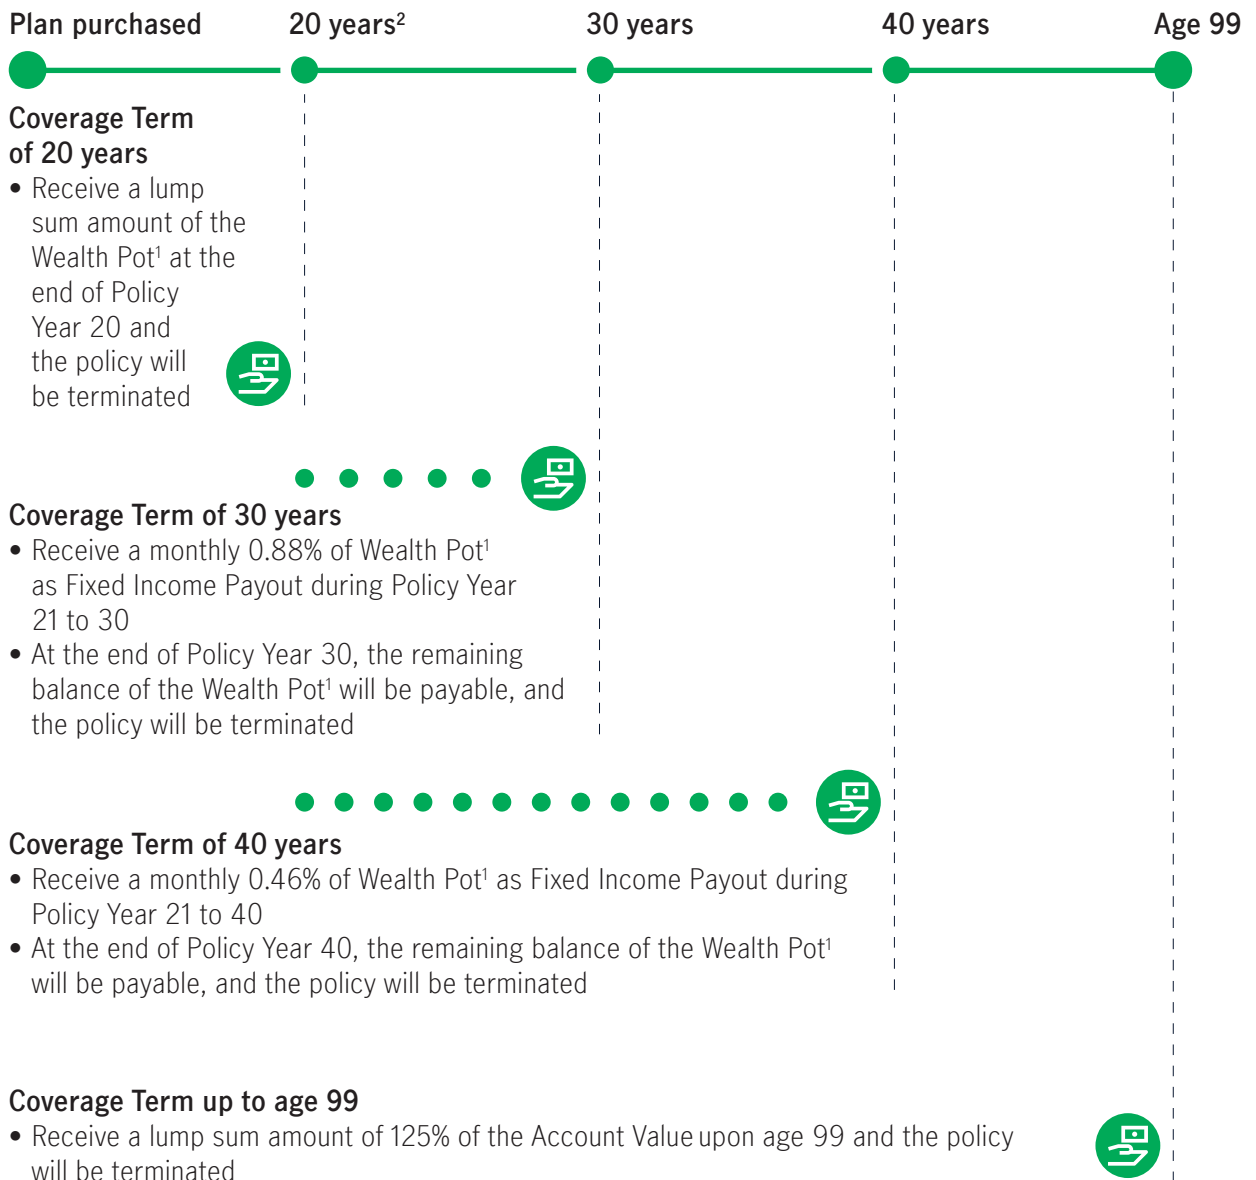 Plan purchased 20 years² 30 years 40 years Age 99
Coverage Term
of 20 years
• Receive a lump
sum amount of the
Wealth Pot¹ at the
end of Policy
Year 20 and
the policy will
be terminated
Coverage Term of 30 years
• Receive a monthly 0.88% of Wealth Pot¹
as Fixed Income Payout during Policy Year
21 to 30
• At the end of Policy Year 30, the remaining
balance of the Wealth Pot¹ will be payable, and
the policy will be terminated
Coverage Term of 40 years
• Receive a monthly 0.46% of Wealth Pot¹ as Fixed Income Payout during
Policy Year 21 to 40
• At the end of Policy Year 40, the remaining balance of the Wealth Pot¹
will be payable, and the policy will be terminated
Coverage Term up to age 99
• Receive a lump sum amount of 125% of the Account Value upon age 99 and the policy
will be terminated